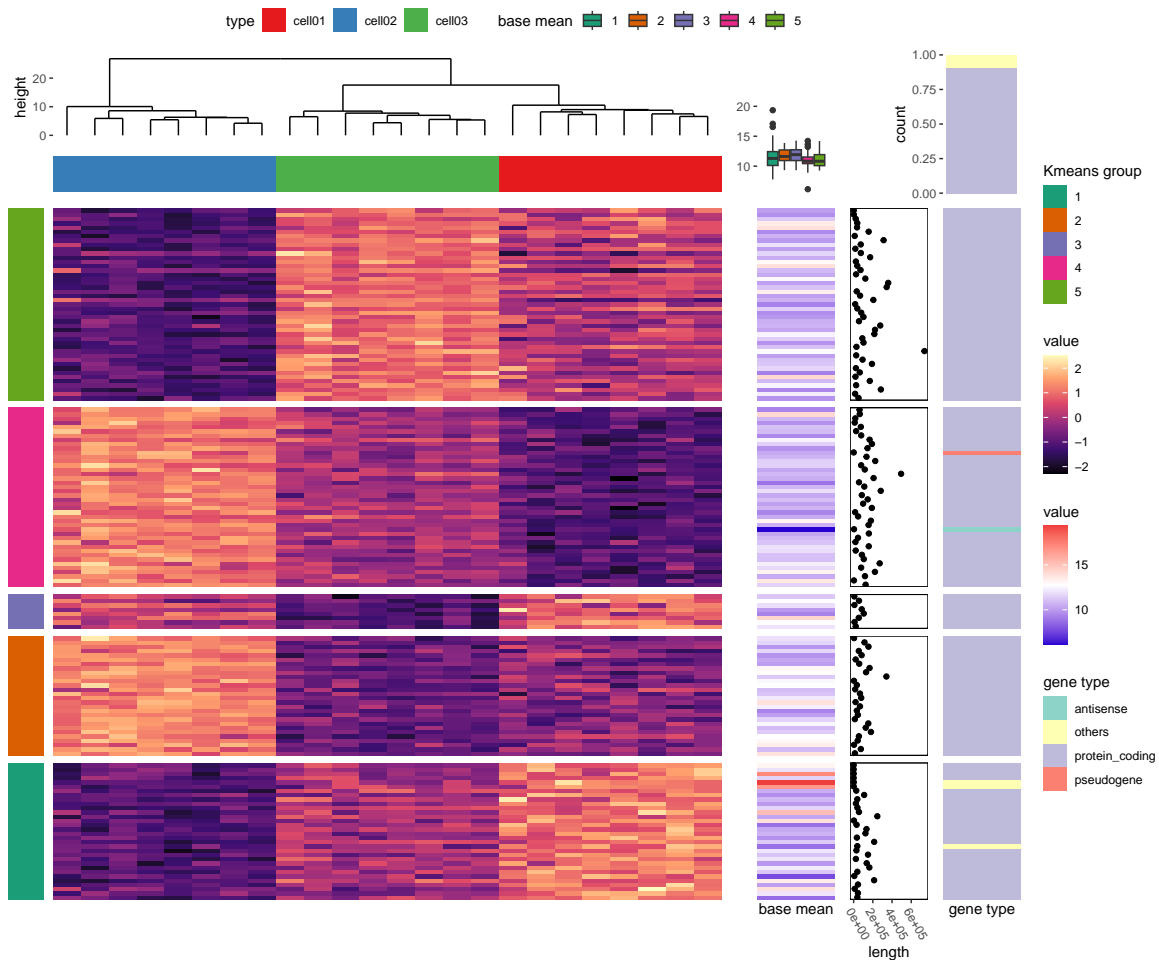 type cell01 cell02 cell03 base mean 1 2 3 4 5
height
20
10
0
20
15
10
count
1.00
0.75
0.50
0.25
0.00
Kmeans group
1
2
3
4
5
value
2
1
0
−1
−2
value
15
10
gene type
antisense
others
protein_coding
pseudogene
base mean
0e+00
2e+05
4e+05
6e+05
length
gene type